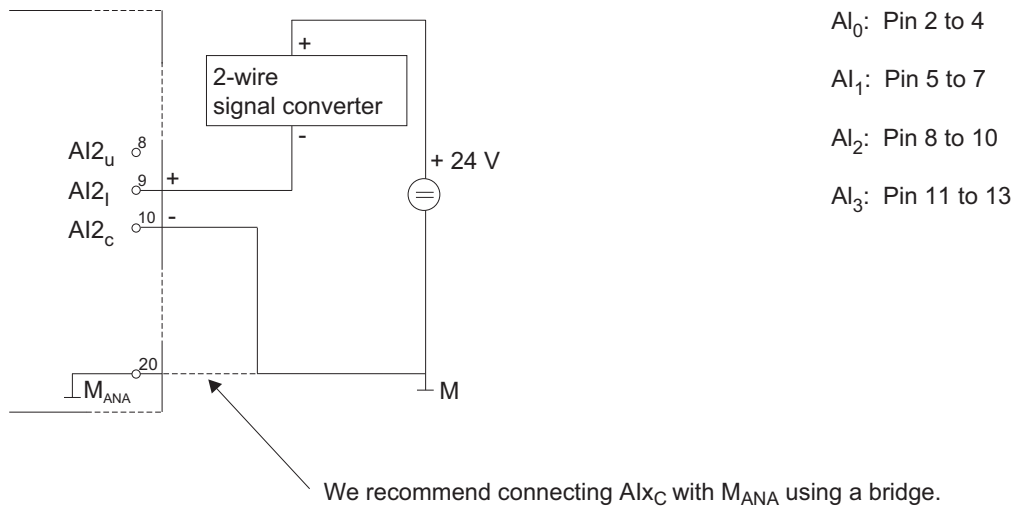 +
2-wire
signal converter
-
+ 24 V
AI2u
8
AI2I
9
+
AI2c
10
-
20
MANA
M
We recommend connecting AIxC with MANA using a bridge.
AI0: Pin 2 to 4
AI1: Pin 5 to 7
AI2: Pin 8 to 10
AI3: Pin 11 to 13